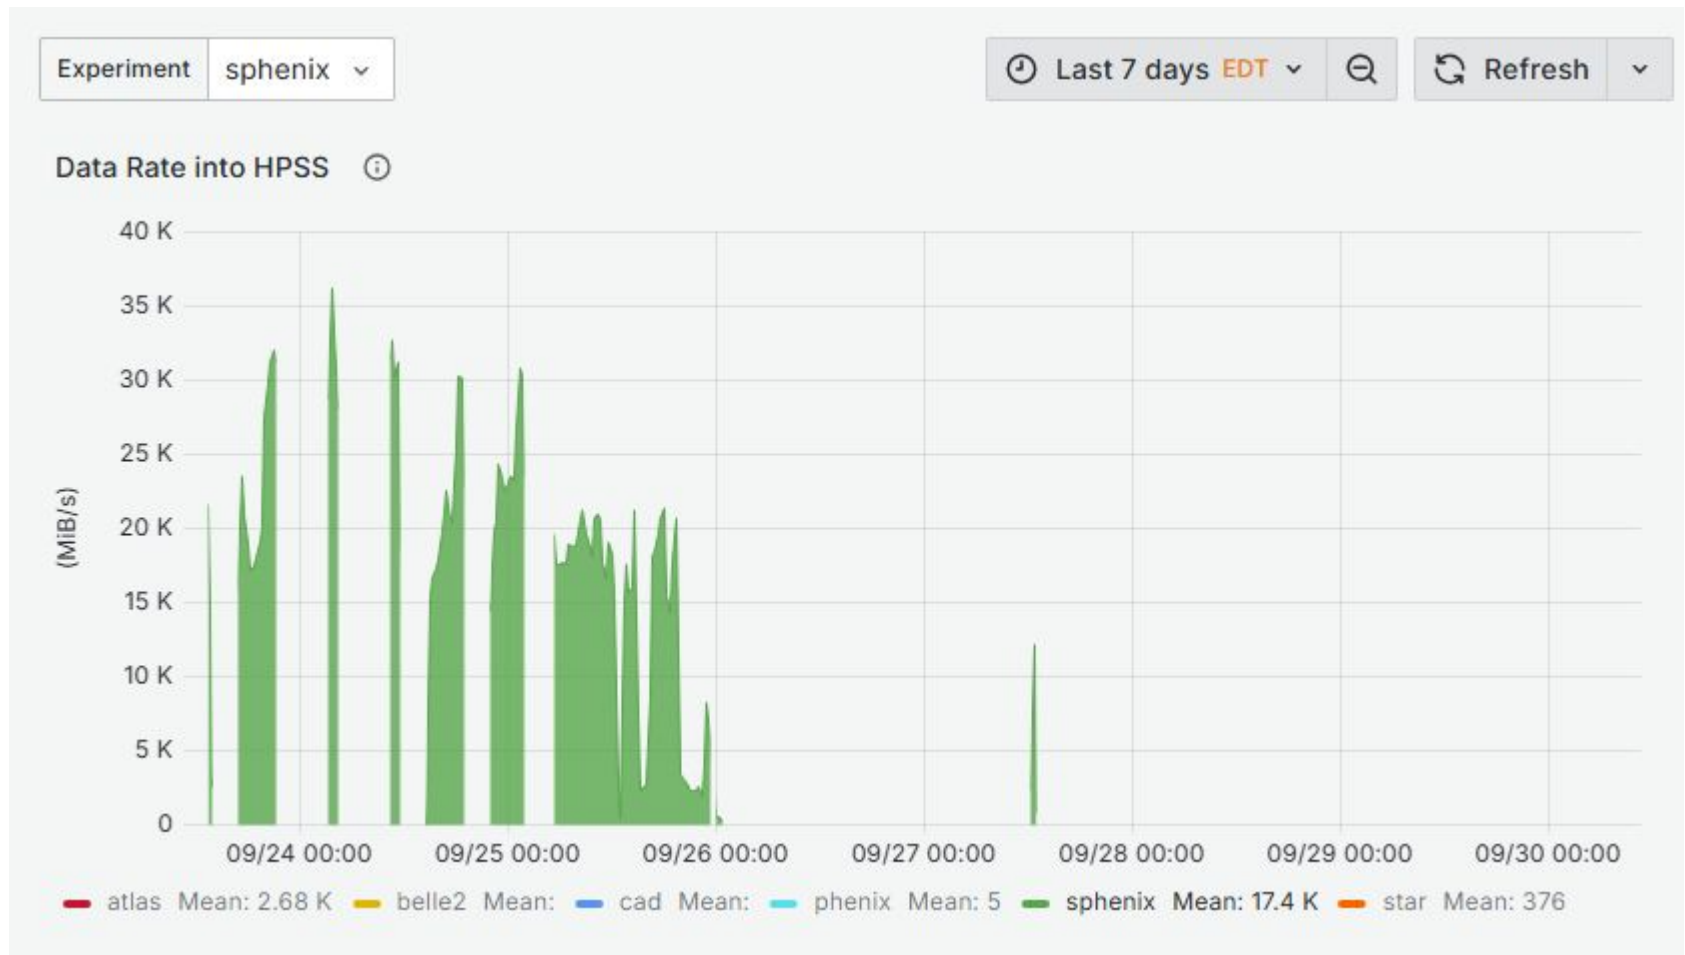 Experiment sphenix Last 7 days EDT Refresh
Data Rate into HPSS
40 K
35 K
30 K
25 K
20 K
15 K
10 K
5 K
0
(MiB/s)
09/24 00:00 09/25 00:00 09/26 00:00 09/27 00:00 09/28 00:00 09/29 00:00 09/30 00:00
atlas Mean: 2.68 K belle2 Mean: cad Mean: phenix Mean: 5 sphenix Mean: 17.4 K star Mean: 376